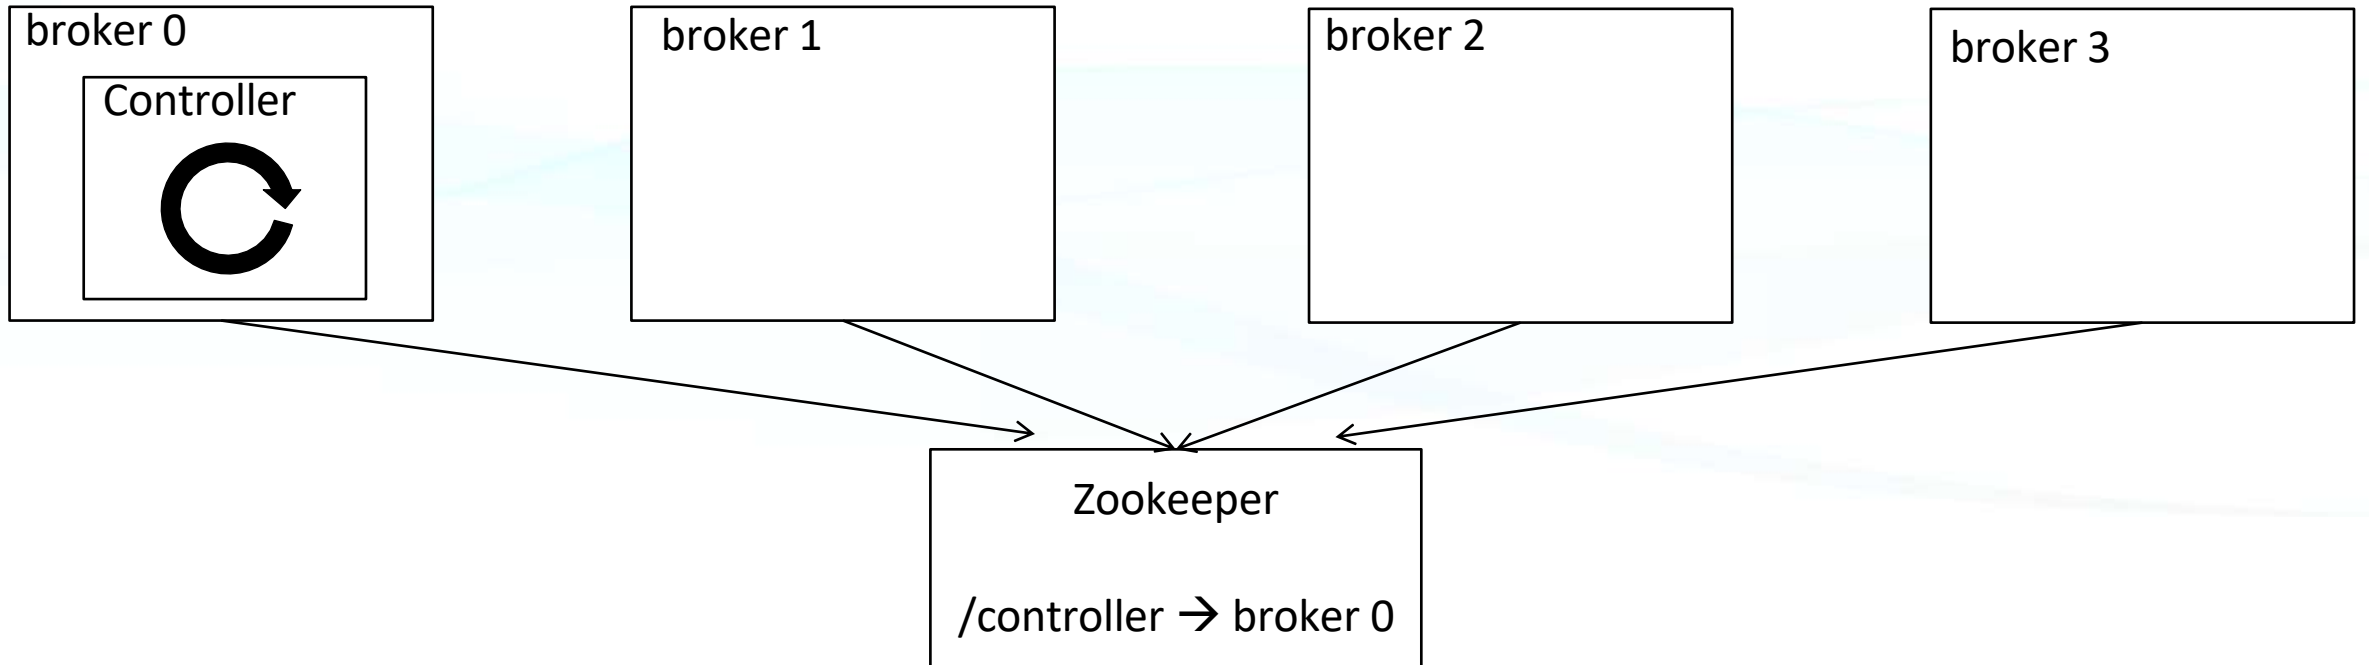 broker 0
broker 1
broker 2
broker 3
Controller
Zookeeper
/controller → broker 0